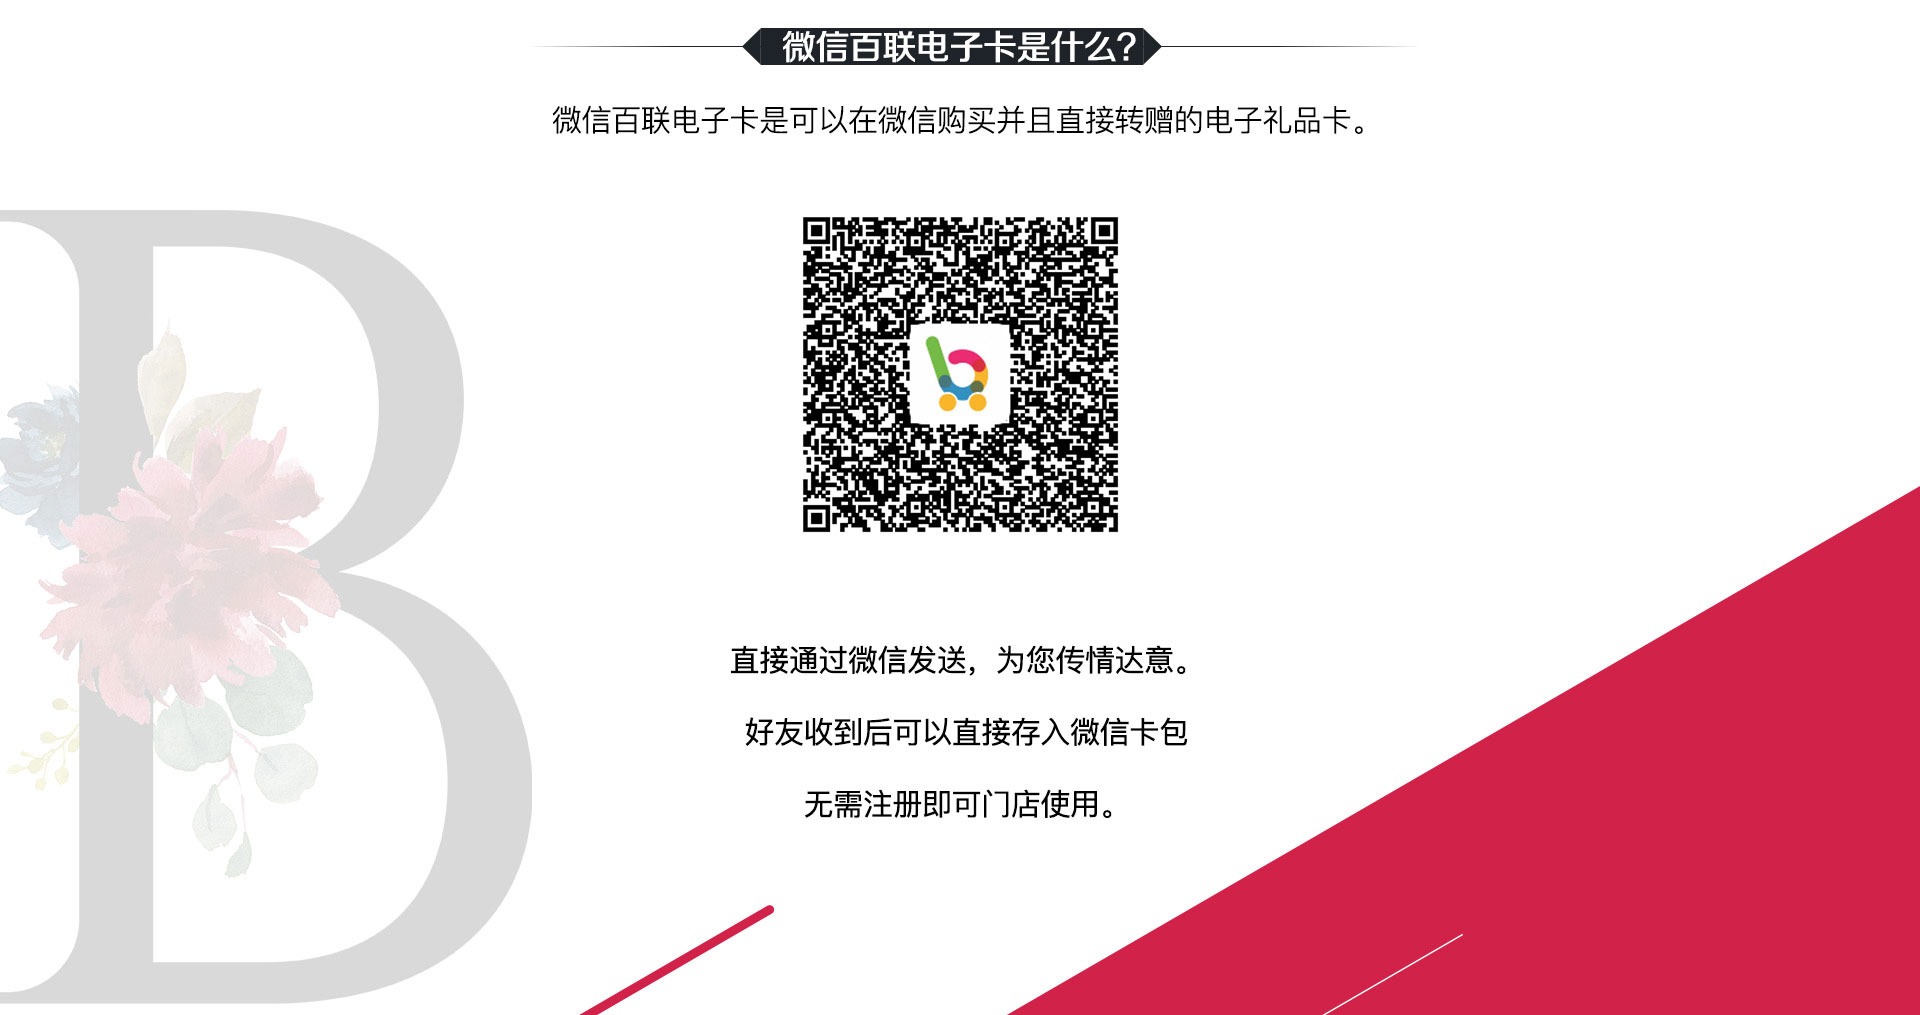 微信百联电子卡是什么?
微信百联电子卡是可以在微信购买并且直接转赠的电子礼品卡。
B
直接通过微信发送，为您传情达意。
好友收到后可以直接存入微信卡包
无需注册即可门店使用。